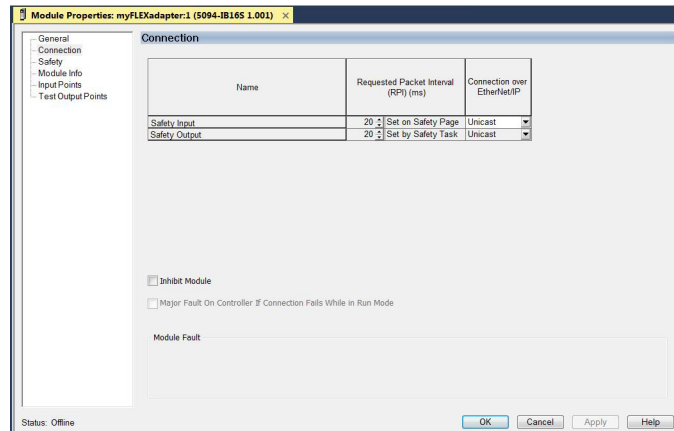 Module Properties: myFLEXadapter:1 (5094-IB16S 1.001) ×
General
Connection
Safety
Module Info
Input Points
Test Output Points
Connection
Name
Requested Packet Interval
(RPI) (ms)
Connection over
EtherNet/IP
Safety Input 20 Set on Safety Page Unicast
Safety Output 20 Set by Safety Task Unicast
Inhibit Module
Major Fault On Controller If Connection Fails While in Run Mode
Module Fault
Status: Offline
OK Cancel Apply Help